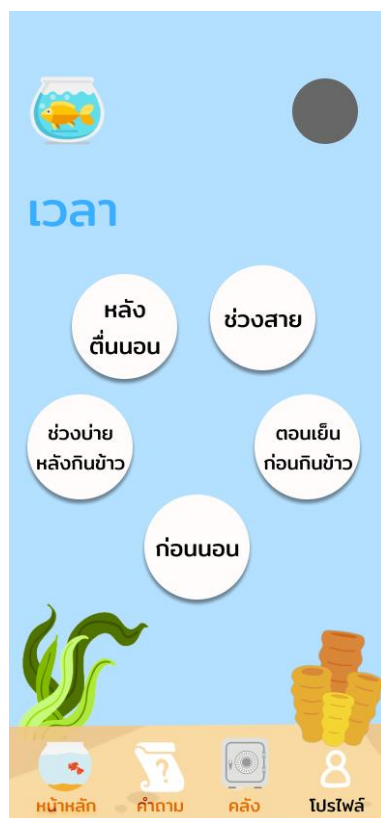 เวลา
หลัง
ตื่นนอน
ช่วงสาย
ช่วงบ่าย
หลังกินข้าว
ตอนเย็น
ก่อนกินข้าว
ก่อนนอน
?
หน้าหลัก
คำถาม
คลัง
โปรไฟล์